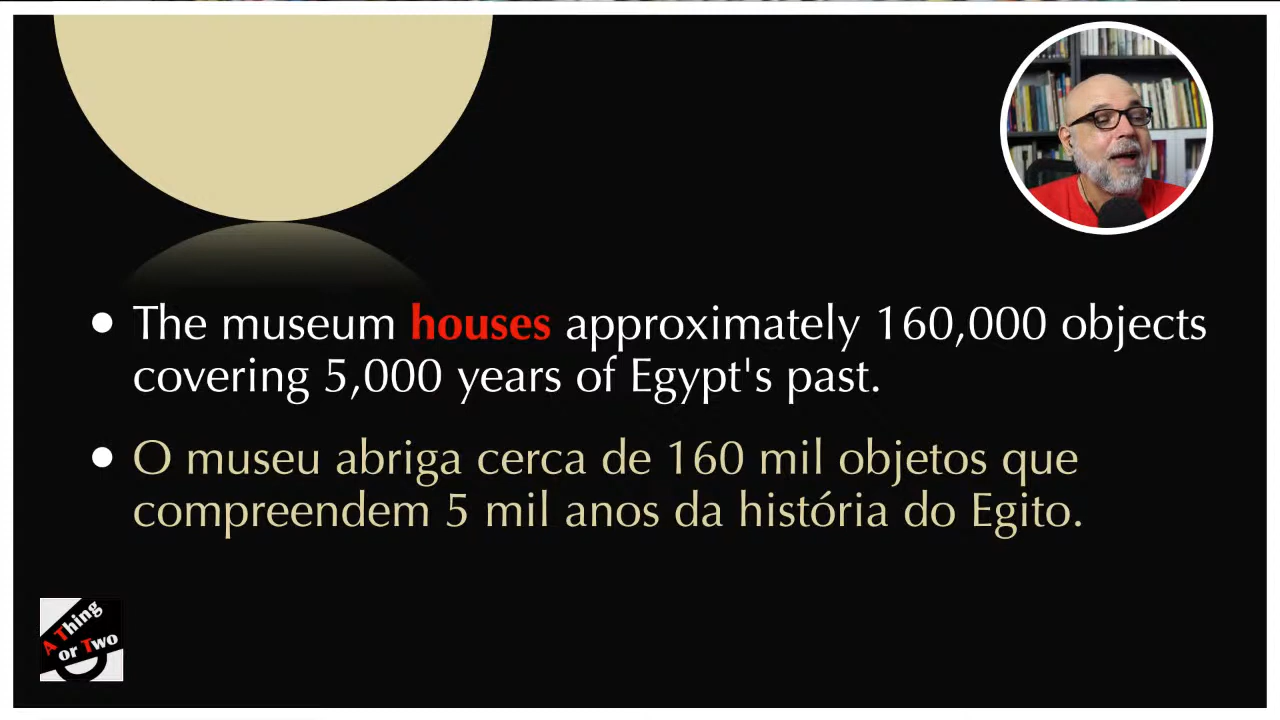 The museum houses approximately 160,000 objects
covering 5,000 years of Egypt's past.
O museu abriga cerca de 160 mil objetos que
compreendem 5 mil anos da história do Egito.
A Thing
or Two